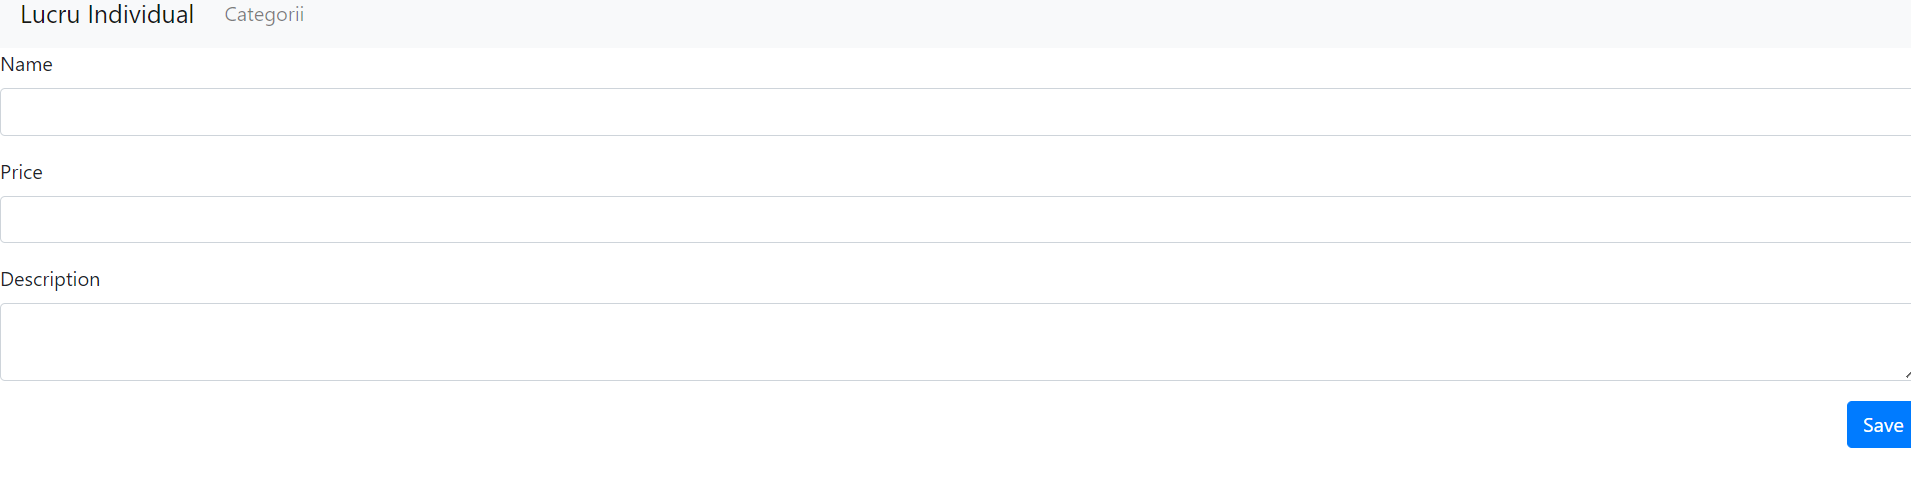 Lucru Individual Categorii
Name
Price
Description
Save